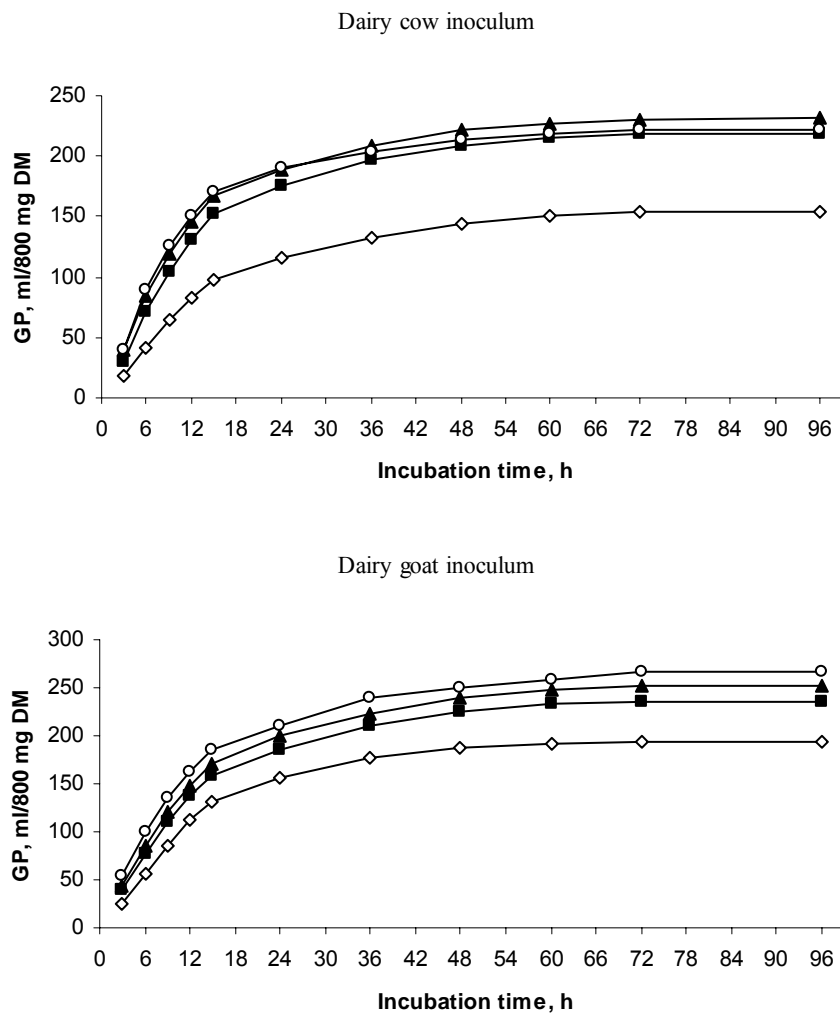 Dairy cow inoculum
250
200
150
100
50
0
GP, ml/800 mg DM
0 6 12 18 24 30 36 42 48 54 60 66 72 78 84 90 96
Incubation time, h
Dairy goat inoculum
300
250
200
150
100
50
0
GP, ml/800 mg DM
0 6 12 18 24 30 36 42 48 54 60 66 72 78 84 90 96
Incubation time, h